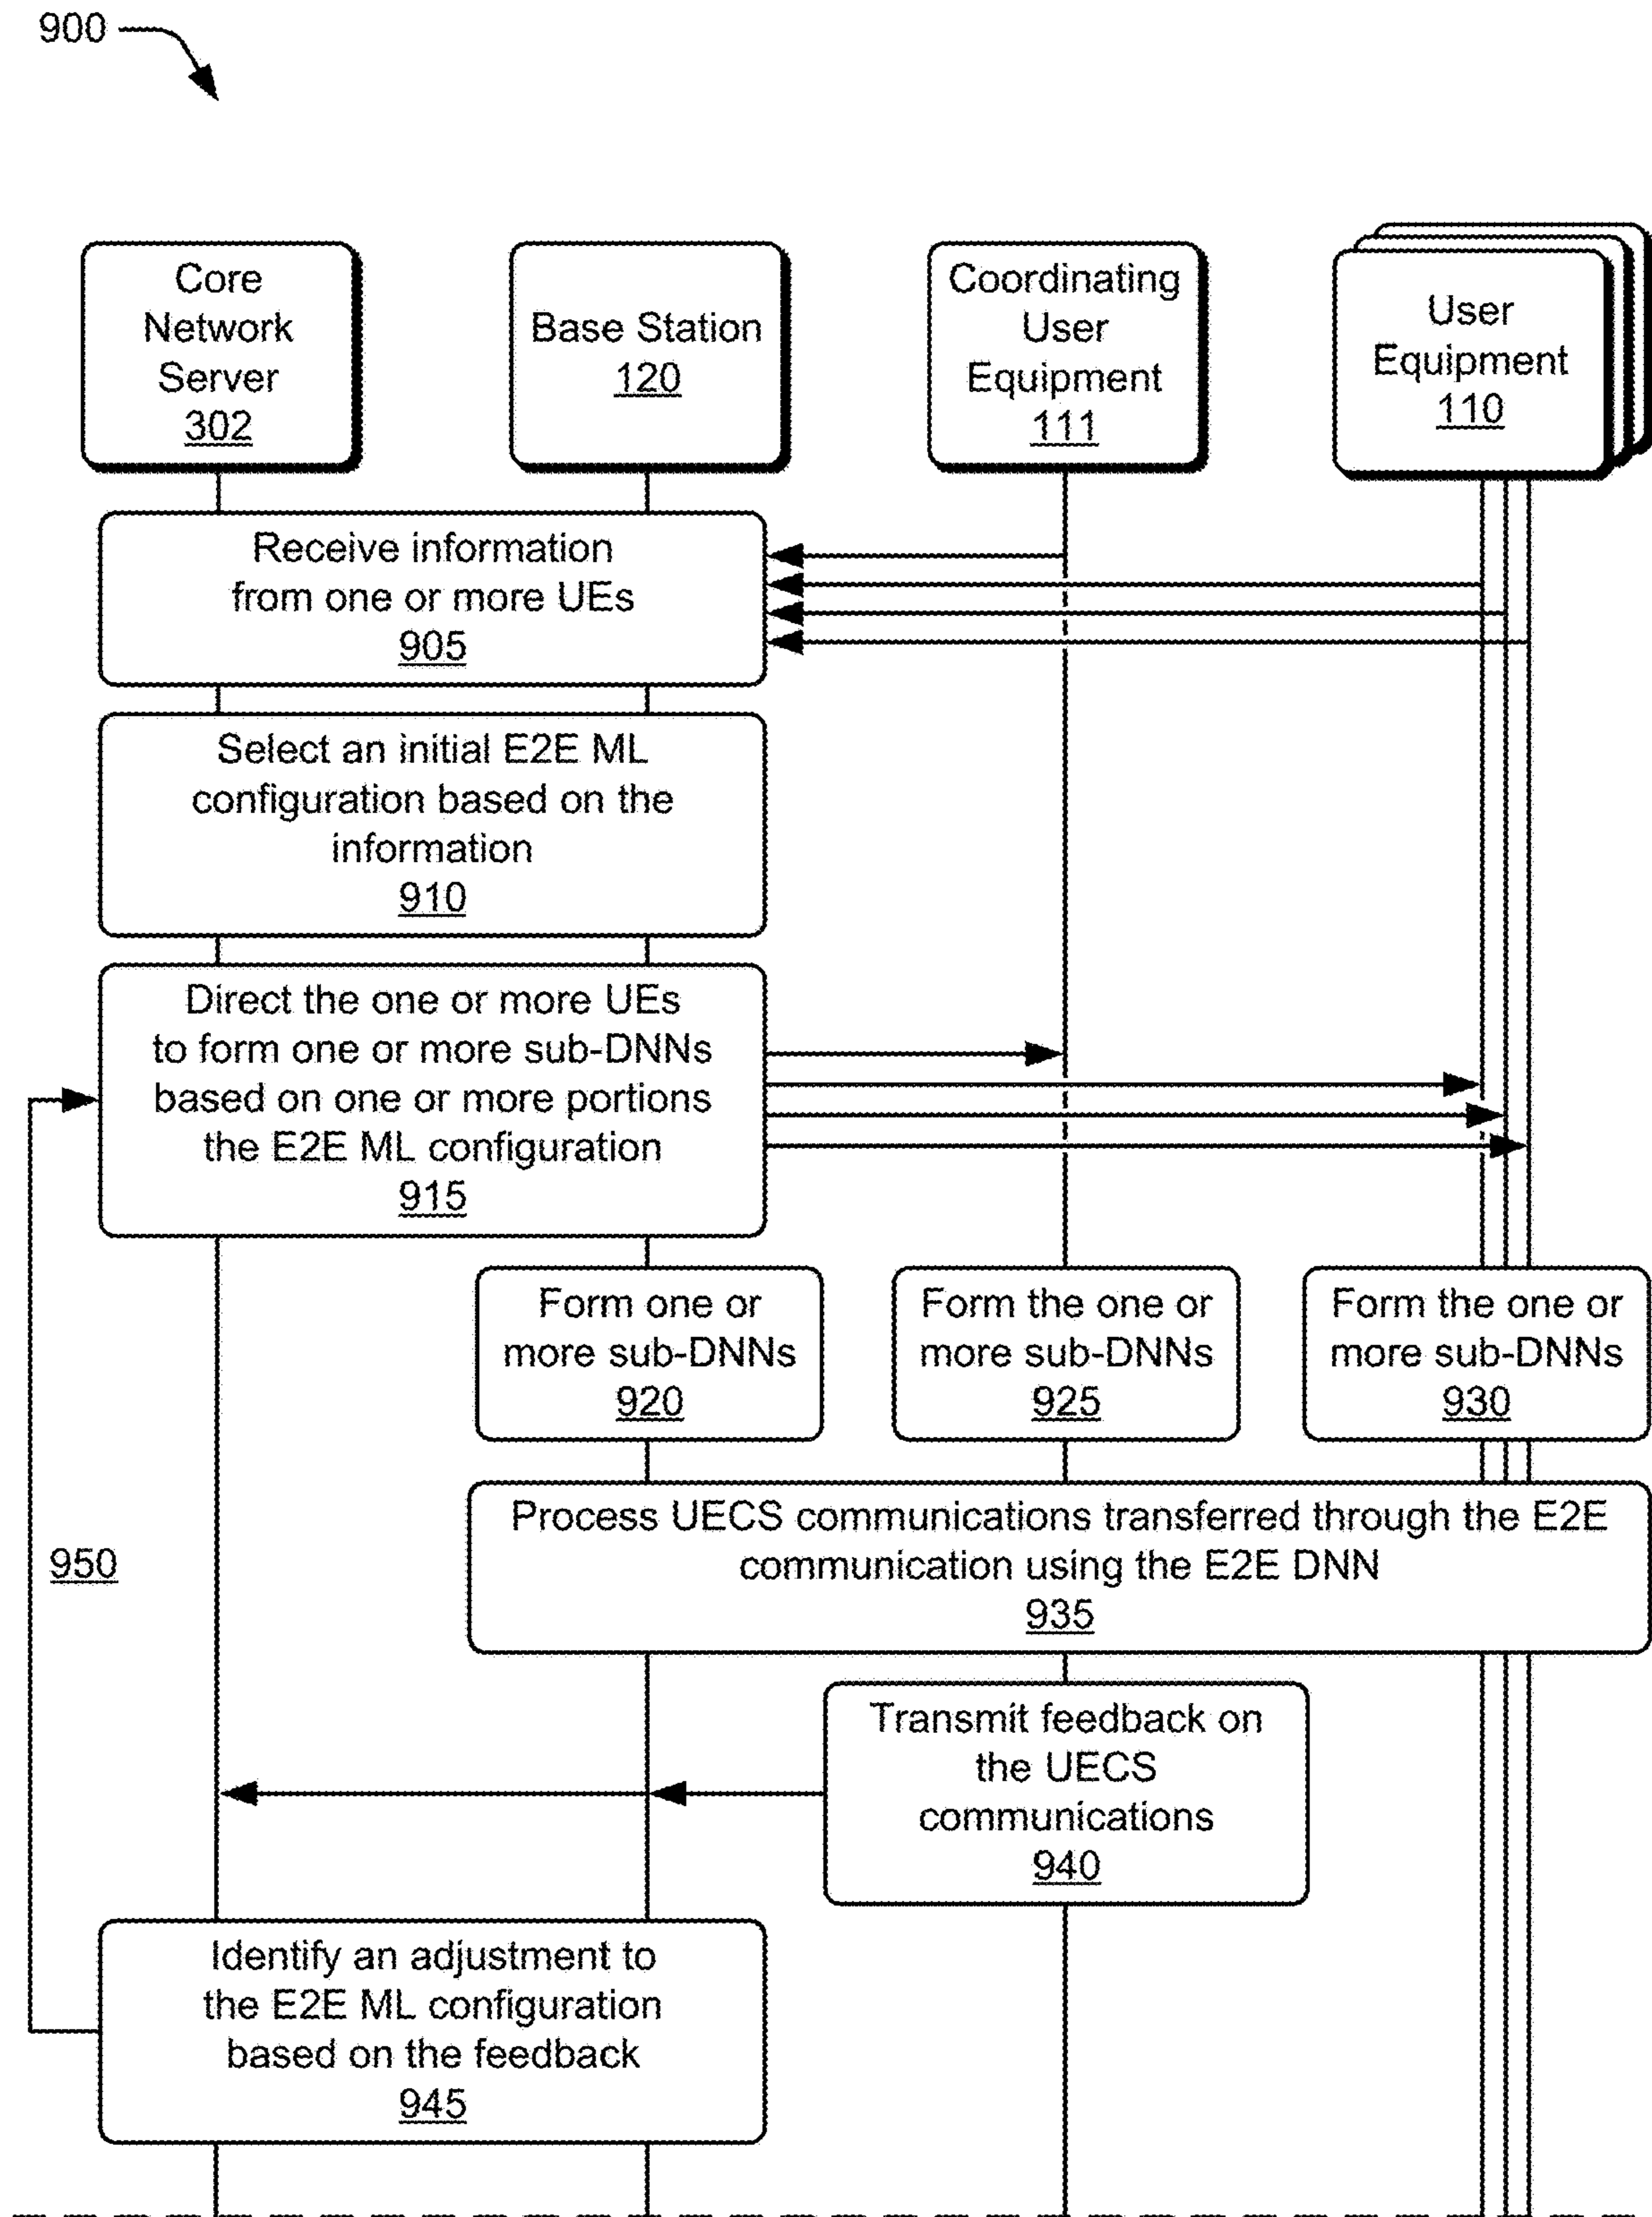 900
Core
Network
Server
302
Base Station
120
Coordinating
User
Equipment
111
User
Equipment
110
Receive information
from one or more UEs
905
Select an initial E2E ML
configuration based on the
information
910
Direct the one or more UEs
to form one or more sub-DNNs
based on one or more portions
the E2E ML configuration
915
Form one or
more sub-DNNs
920
Form the one or
more sub-DNNs
925
Form the one or
more sub-DNNs
930
Process UECS communications transferred through the E2E
communication using the E2E DNN
935
950
Transmit feedback on
the UECS
communications
940
Identify an adjustment to
the E2E ML configuration
based on the feedback
945